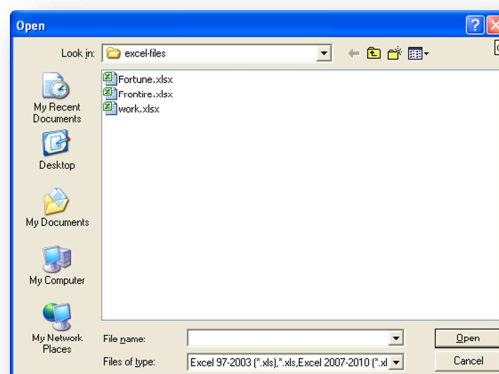 Open
Look in:
excel-files
Fortune.xlsx
Frontire.xlsx
work.xlsx
My Recent
Documents
Desktop
My Documents
My Computer
My Network
Places
File name:
Open
Files of type:
Excel 97-2003 (*.xls),*.xls,Excel 2007-2010 (*.xl
Cancel